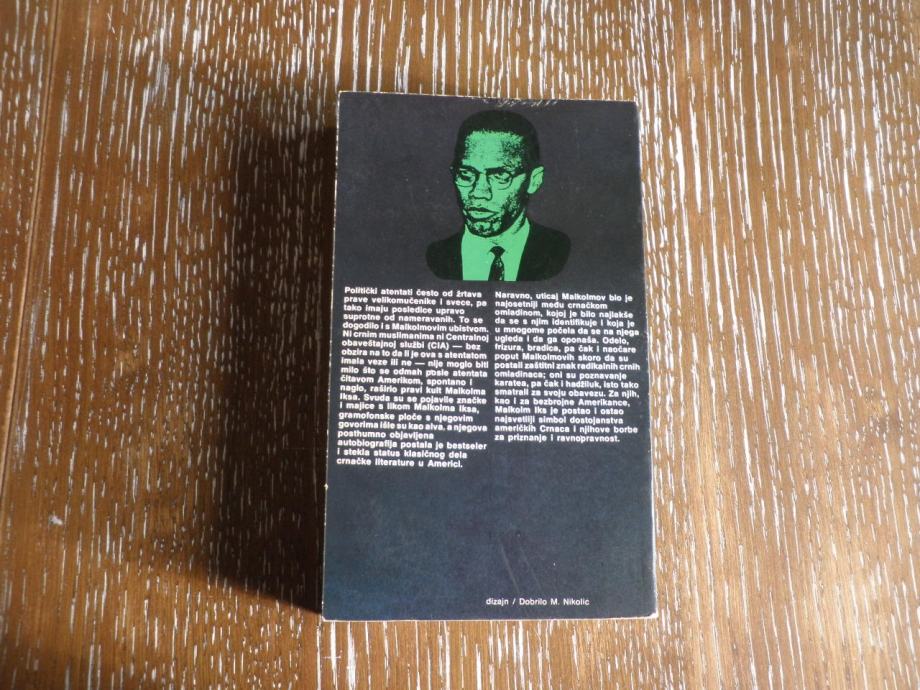 Politički atentati često od žrtava
prave velikomučenike i svece, pa
tako imaju posledice upravo
suprotne od nameravanih. To se
dogodilo i s Malkolmovim ubistvom.
Ni crnim muslimanima ni Centralnoj
obaveštajnoj službi (CIA) — bez
obzira na to da li je ova s atentatom
imala veze ili ne — nije moglo biti
milo što se odmah posle atentata
čitavom Amerikom, spontano i
naglo, raširio pravi kult Malkolma
Iksa. Svuda su se pojavile značke
i majice s likom Malkolma Iksa,
gramofonske ploče s njegovim
govorima išle su kao alva. a njegova
posthumno objavijena
autobiografija postala je bestseler
i stekla status klasičnog dela
crnačke literature u Americi.
Naravno, uticaj Malkolmov bio je
najosetniji među crnačkom
omladinom, kojoj je bilo najlakše
da se s njim identifikuje i koja je
u mnogome počela da se na njega
ugleda i da ga oponaša. Odelo,
frizura, bradica, pa čak i naočare
poput Malkolmovih skoro da su
postali zaštitni znak radikalnih crnih
omladinaca; oni su poznavanje
karatea, pa čak i hadžiluk, isto tako
smatrali za svoju obavezu. Za njih,
kao i za bezbrojne Amerikance,
Malkolm Iks je postao i ostao
najsvetliji simbol dostojanstva
američkih Crnaca i njihove borbe
za priznanje i ravnopravnost.
dizajn / Dobrilo M. Nikolić